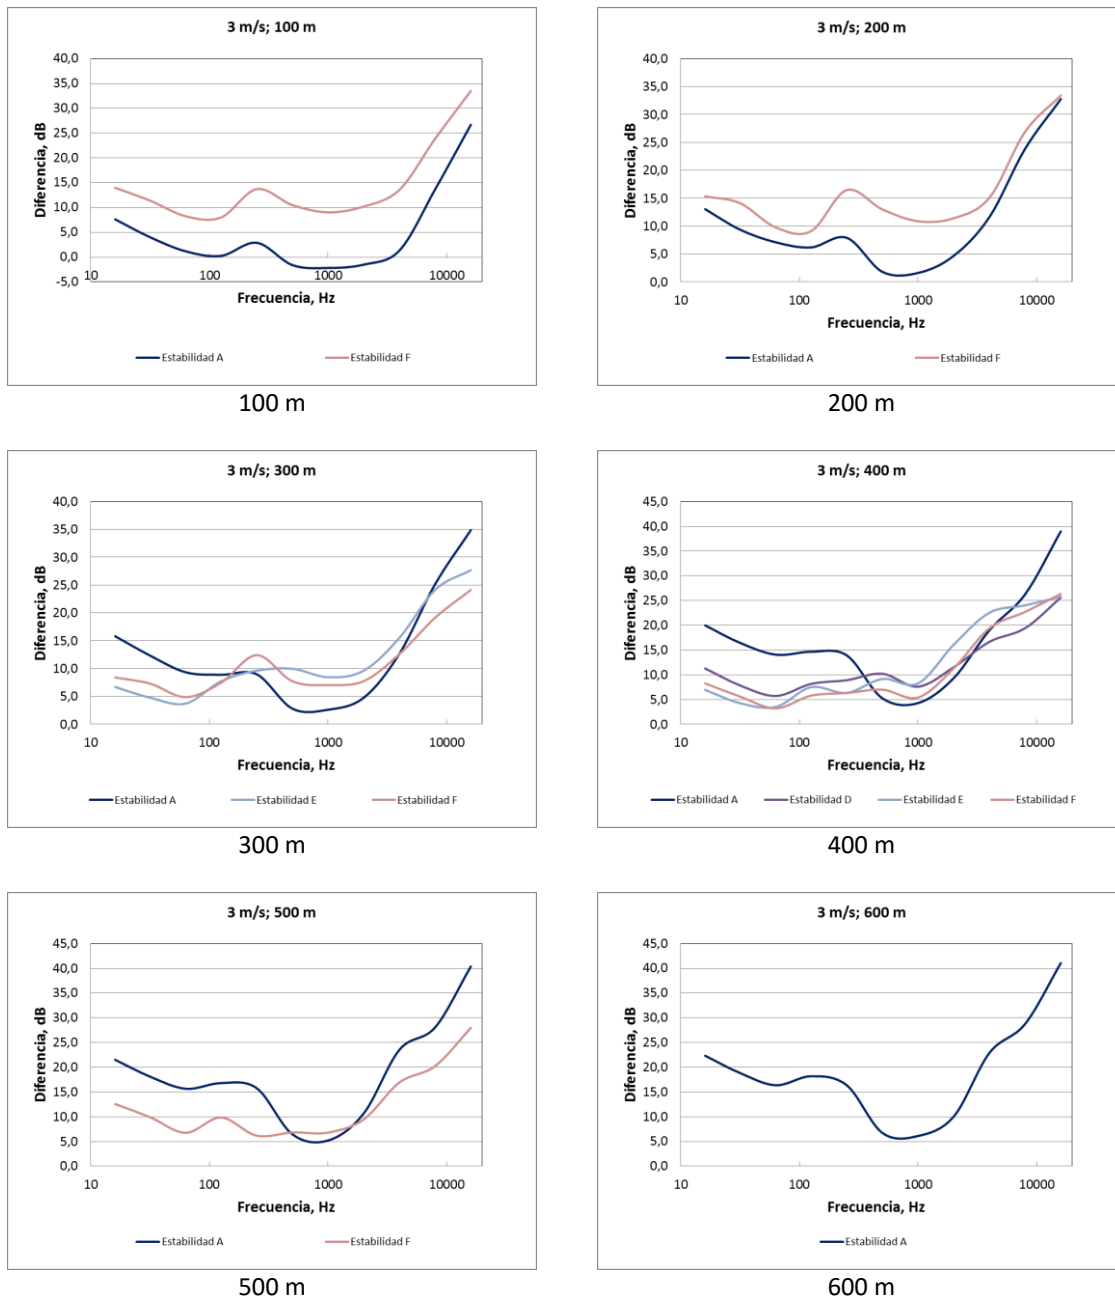 3 m/s; 100 m
40,0
35,0
30,0
25,0
20,0
15,0
10,0
5,0
0,0
-5,0
10
100
1000
10000
Diferencia, dB
Frecuencia, Hz
Estabilidad A
Estabilidad F
100 m
3 m/s; 200 m
40,0
35,0
30,0
25,0
20,0
15,0
10,0
5,0
0,0
10
100
1000
10000
Diferencia, dB
Frecuencia, Hz
Estabilidad A
Estabilidad F
200 m
3 m/s; 300 m
40,0
35,0
30,0
25,0
20,0
15,0
10,0
5,0
0,0
10
100
1000
10000
Diferencia, dB
Frecuencia, Hz
Estabilidad A
Estabilidad E
Estabilidad F
300 m
3 m/s; 400 m
45,0
40,0
35,0
30,0
25,0
20,0
15,0
10,0
5,0
0,0
10
100
1000
10000
Diferencia, dB
Frecuencia, Hz
Estabilidad A
Estabilidad D
Estabilidad E
Estabilidad F
400 m
3 m/s; 500 m
45,0
40,0
35,0
30,0
25,0
20,0
15,0
10,0
5,0
0,0
10
100
1000
10000
Diferencia, dB
Frecuencia, Hz
Estabilidad A
Estabilidad F
500 m
3 m/s; 600 m
45,0
40,0
35,0
30,0
25,0
20,0
15,0
10,0
5,0
0,0
10
100
1000
10000
Diferencia, dB
Frecuencia, Hz
Estabilidad A
600 m